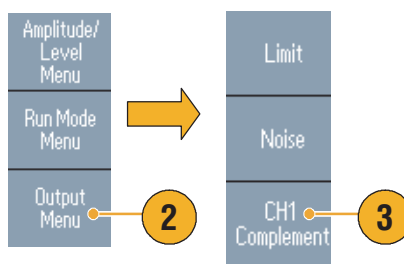 Amplitude/
Level
Menu
Run Mode
Menu
Output
Menu
2
Limit
Noise
CH1
Complement
3